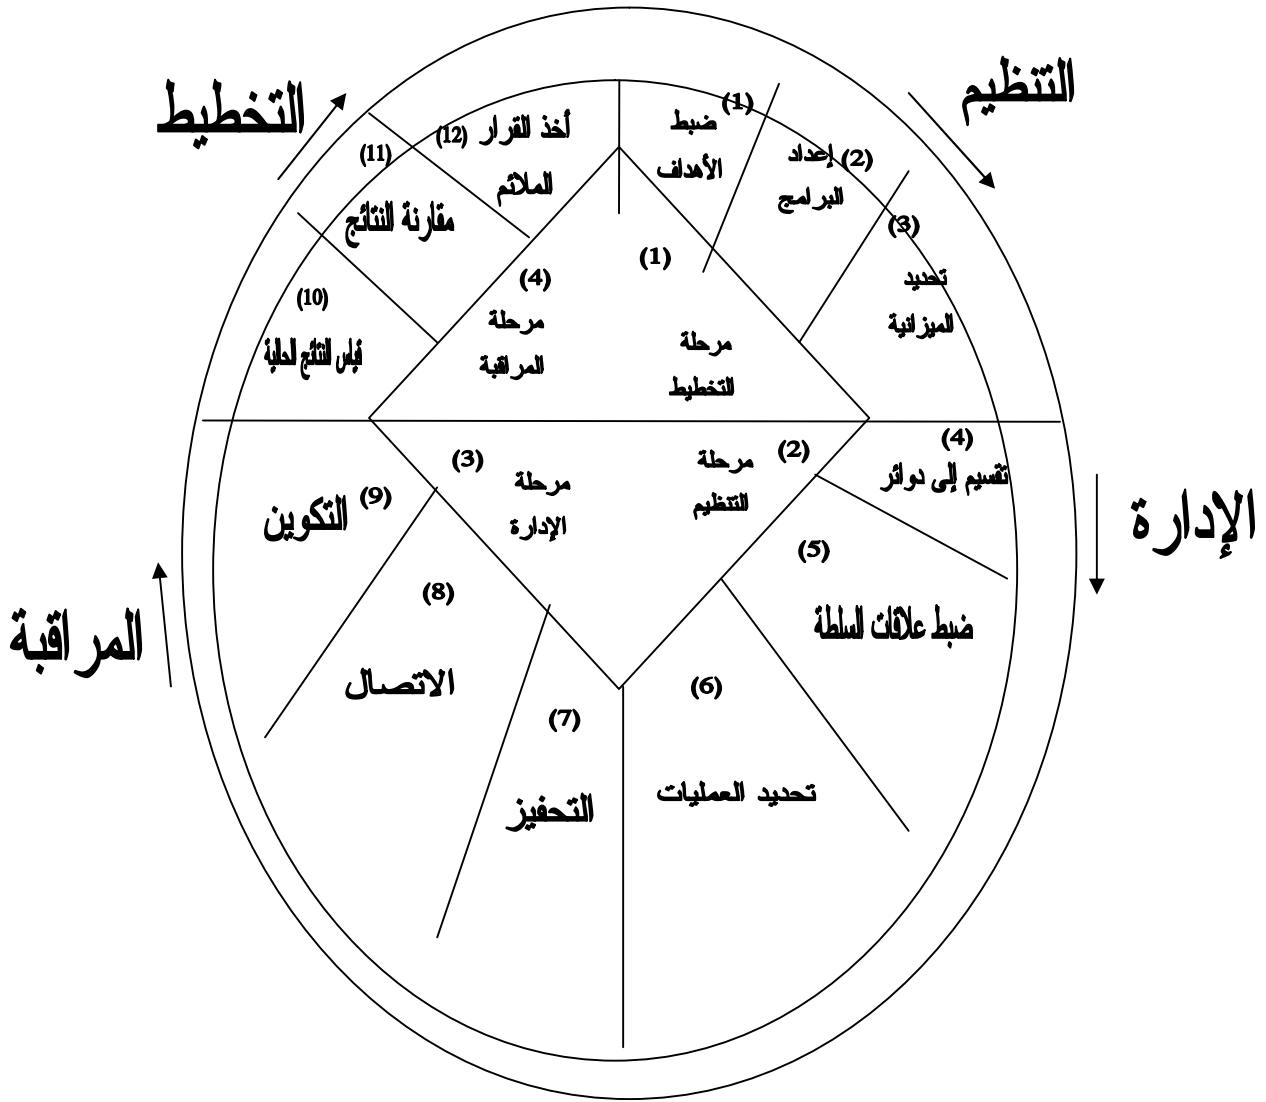 التخطيط
التنظيم
الإدارة
المراقبة
(1)
ضبط
الأهداف
(2)
إعداد
البرامج
(3)
تحديد
الميزانية
(4)
تقسيم إلى دوائر
(5)
ضبط علاقات السلطة
(6)
تحديد العمليات
(7)
التحفيز
(8)
الاتصال
(9)
التكوين
(10)
قياس النتائج الحالية
(11)
مقارنة النتائج
(12)
أخذ القرار
الملائم
(1)
مرحلة
التخطيط
(2)
مرحلة
التنظيم
(3)
مرحلة
الإدارة
(4)
مرحلة
المراقبة